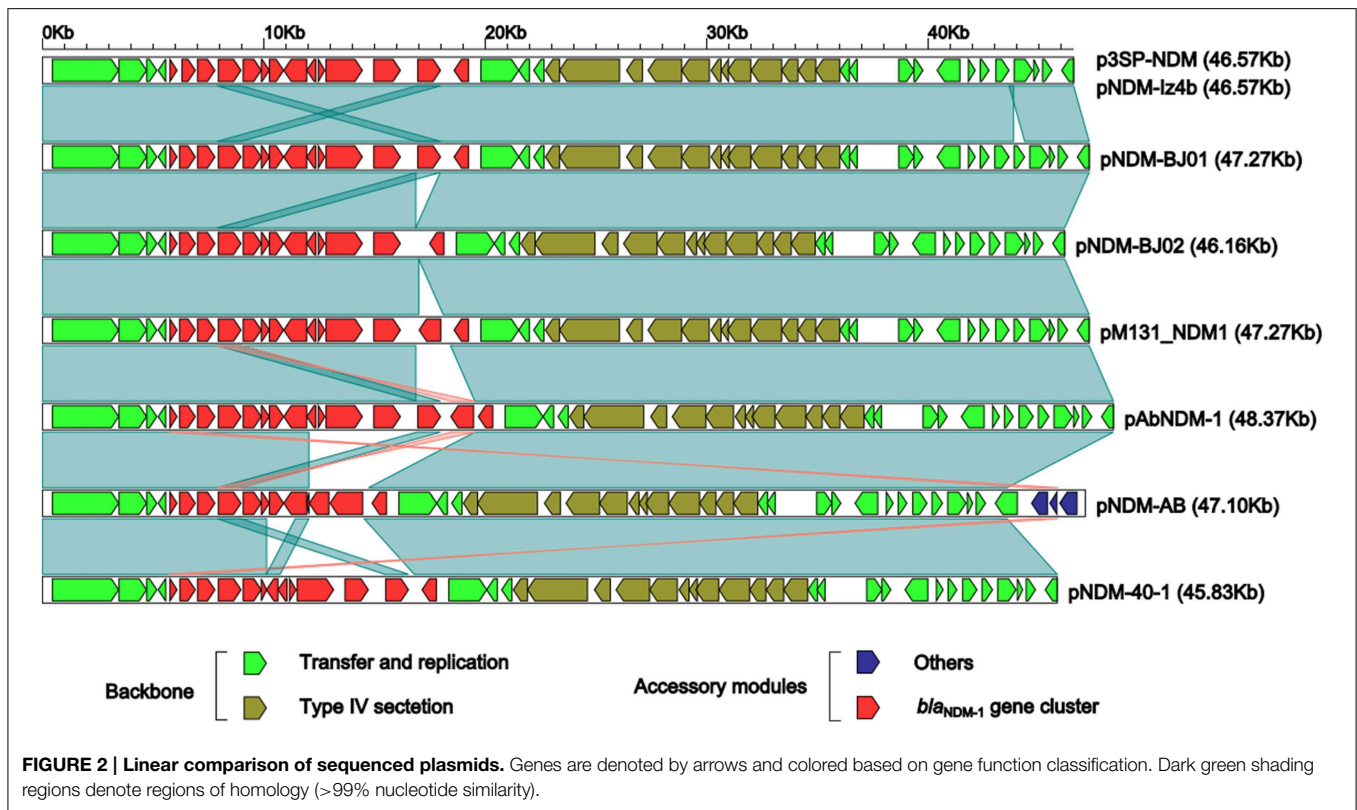 0Kb 10Kb 20Kb 30Kb 40Kb
p3SP-NDM (46.57Kb)
pNDM-Iz4b (46.57Kb)
pNDM-BJ01 (47.27Kb)
pNDM-BJ02 (46.16Kb)
pM131_NDM1 (47.27Kb)
pAbNDM-1 (48.37Kb)
pNDM-AB (47.10Kb)
pNDM-40-1 (45.83Kb)
Backbone
Transfer and replication
Type IV sectetion
Accessory modules
Others
blaNDM-1 gene cluster
FIGURE 2 | Linear comparison of sequenced plasmids. Genes are denoted by arrows and colored based on gene function classification. Dark green shading
regions denote regions of homology (>99% nucleotide similarity).